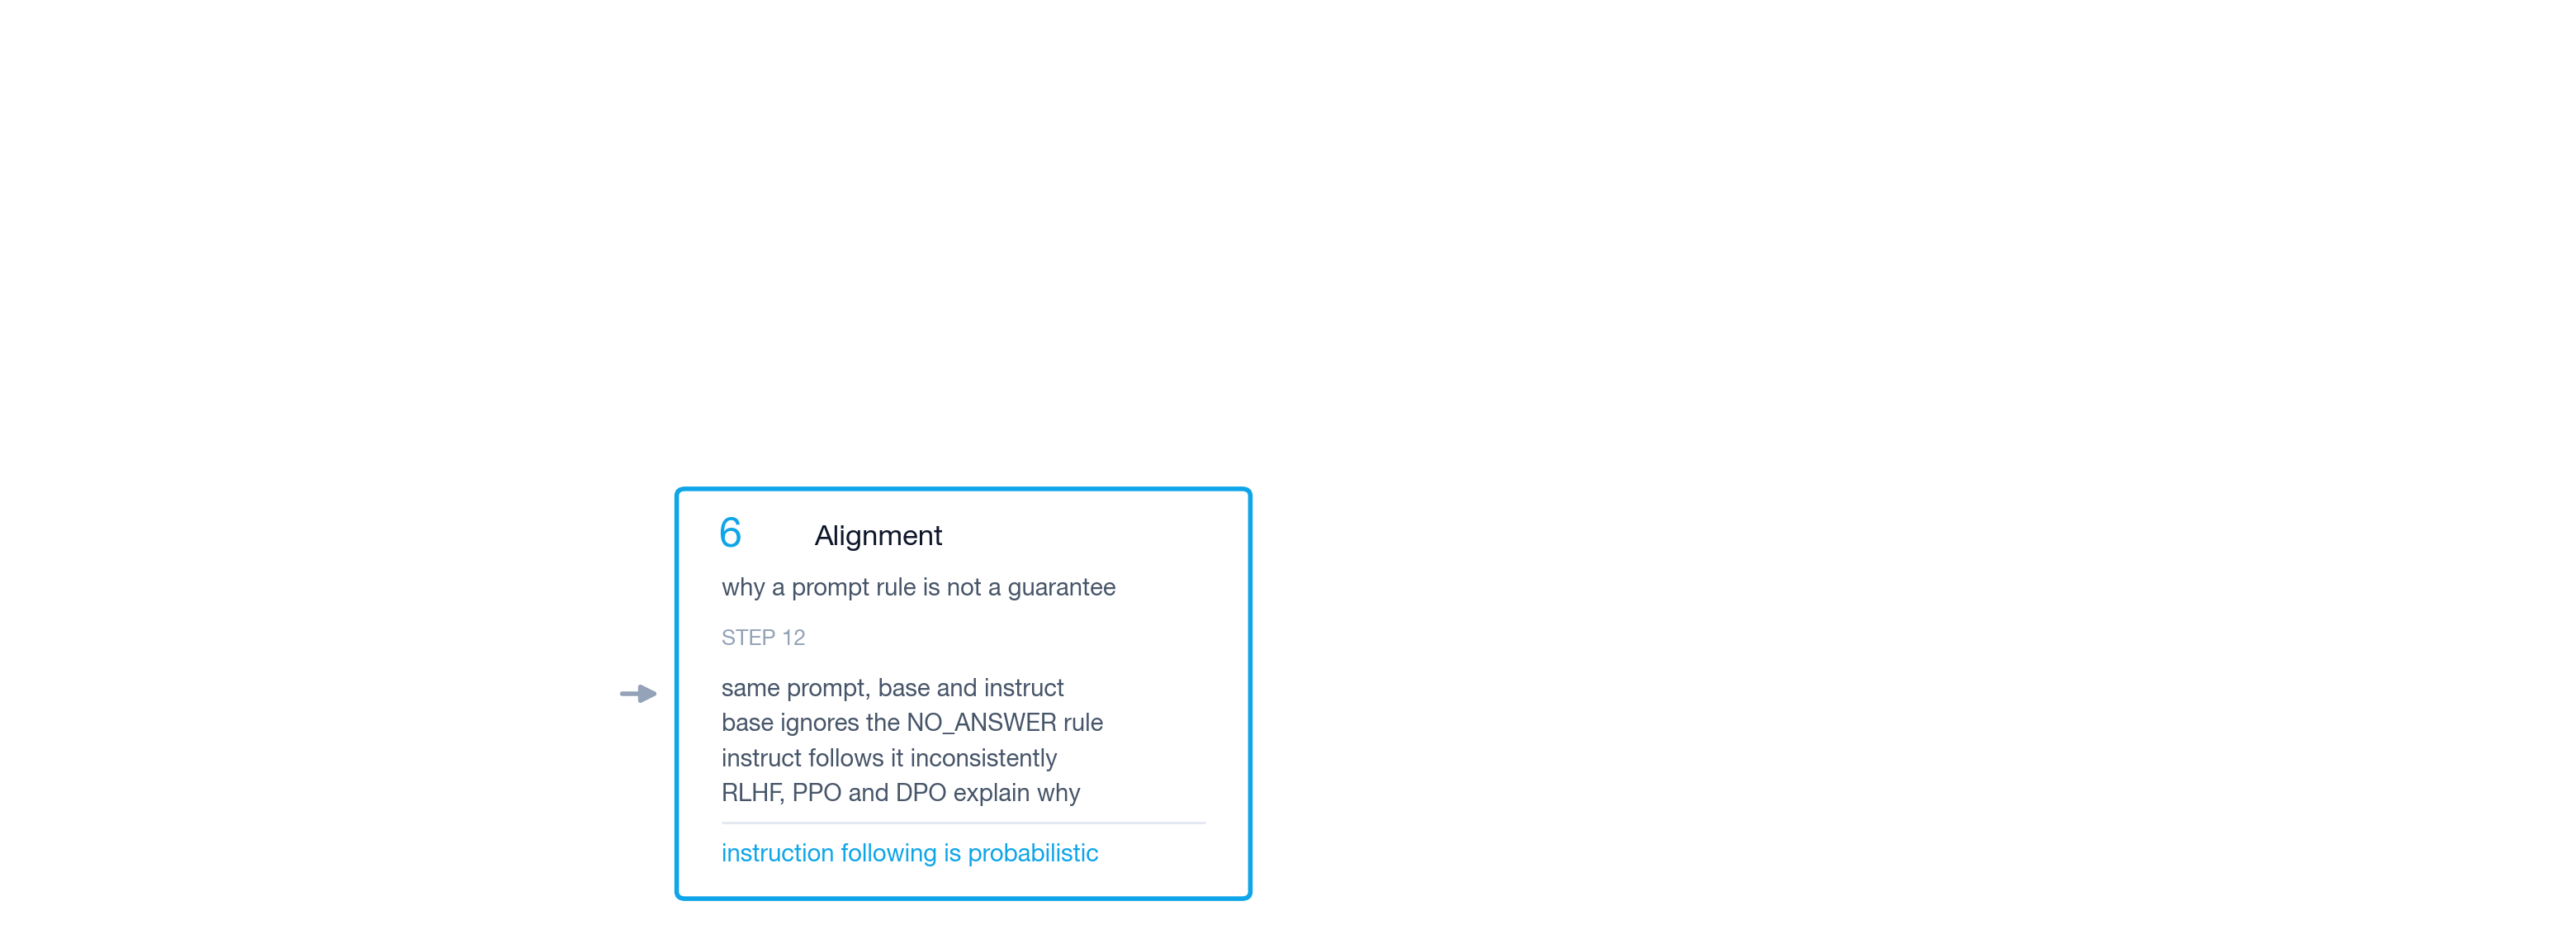 6 Alignment
why a prompt rule is not a guarantee
STEP 12
same prompt, base and instruct
base ignores the NO_ANSWER rule
instruct follows it inconsistently
RLHF, PPO and DPO explain why
instruction following is probabilistic